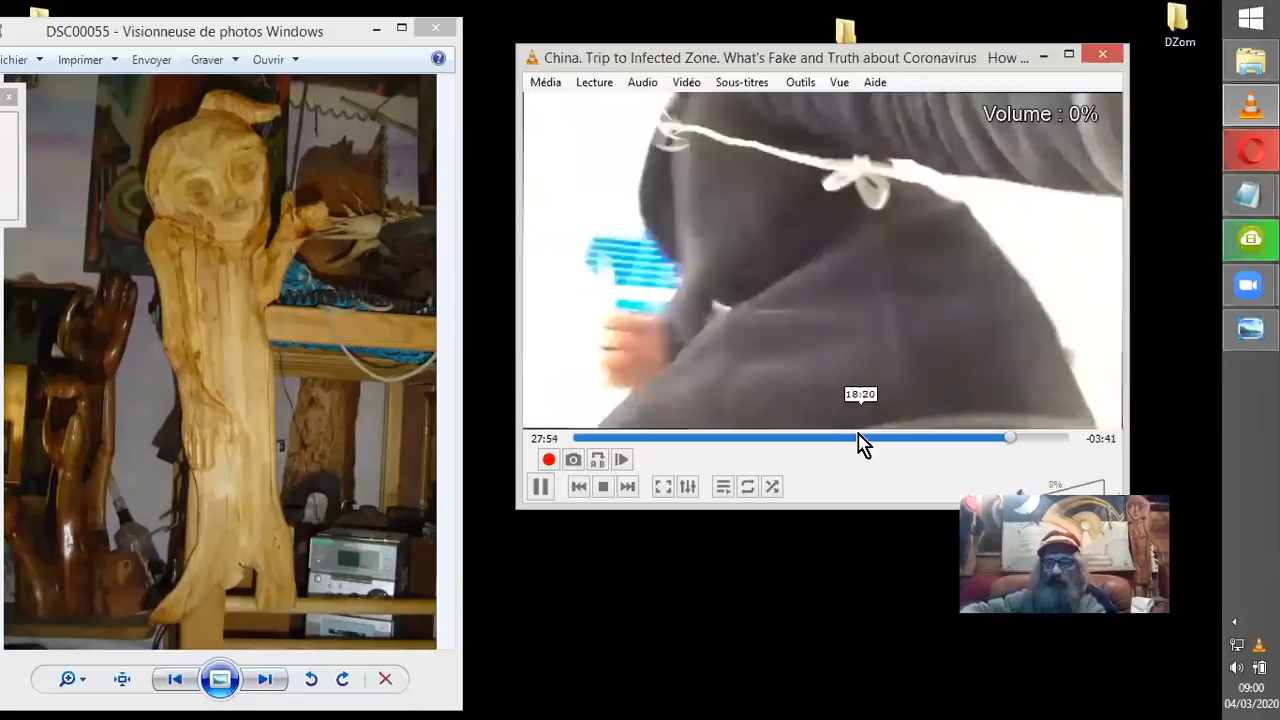 DSC00055 - Visionneuse de photos Windows
ichier Imprimer Envoyer Graver Ouvrir
China. Trip to Infected Zone. What's Fake and Truth about Coronavirus How ...
Média Lecture Audio Vidéo Sous-titres Outils Vue Aide
Volume : 0%
18:20
27:54
-03:41
A B
0%
DZom
09:00
04/03/2020